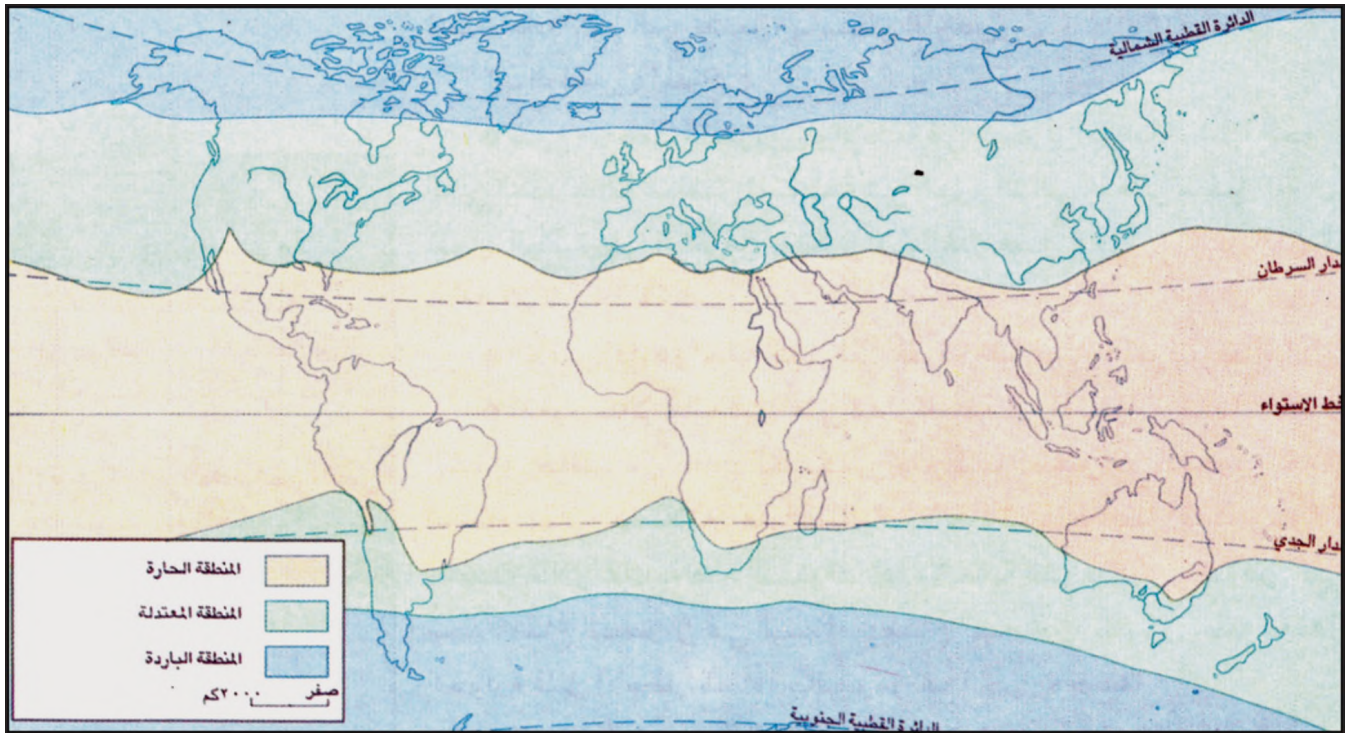 الدائرة القطبية الشمالية
دار السرطان
خط الاستواء
دار الجدي
المنطقة الحارة
المنطقة المعتدلة
المنطقة الباردة
صفر ٢٠٠٠كم
الدائرة القطبية الجنوبية